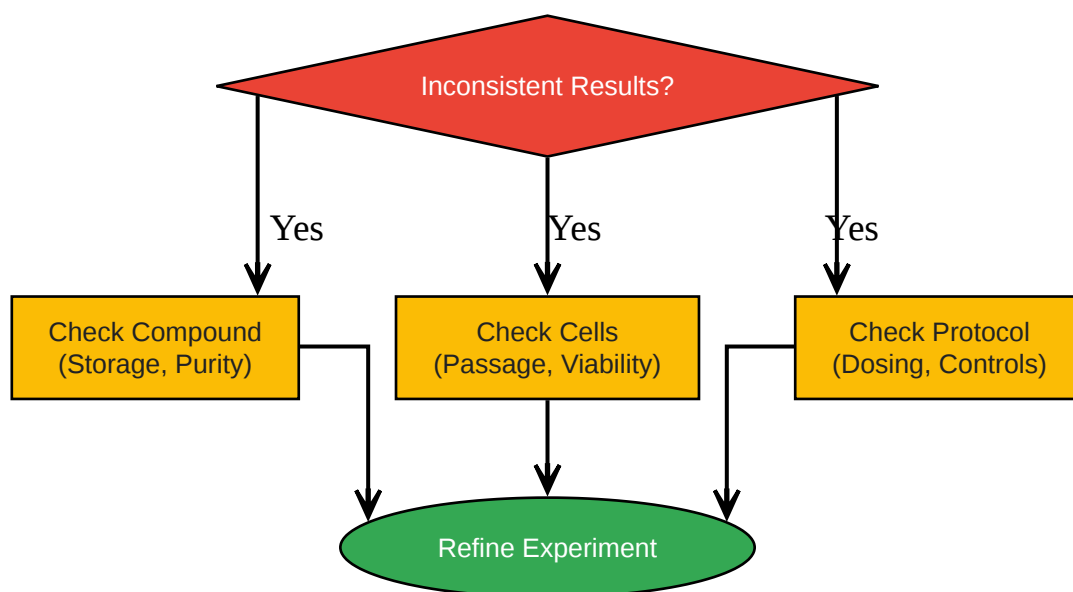 Inconsistent Results?
Yes
Yes
Yes
Check Compound
(Storage, Purity)
Check Cells
(Passage, Viability)
Check Protocol
(Dosing, Controls)
Refine Experiment